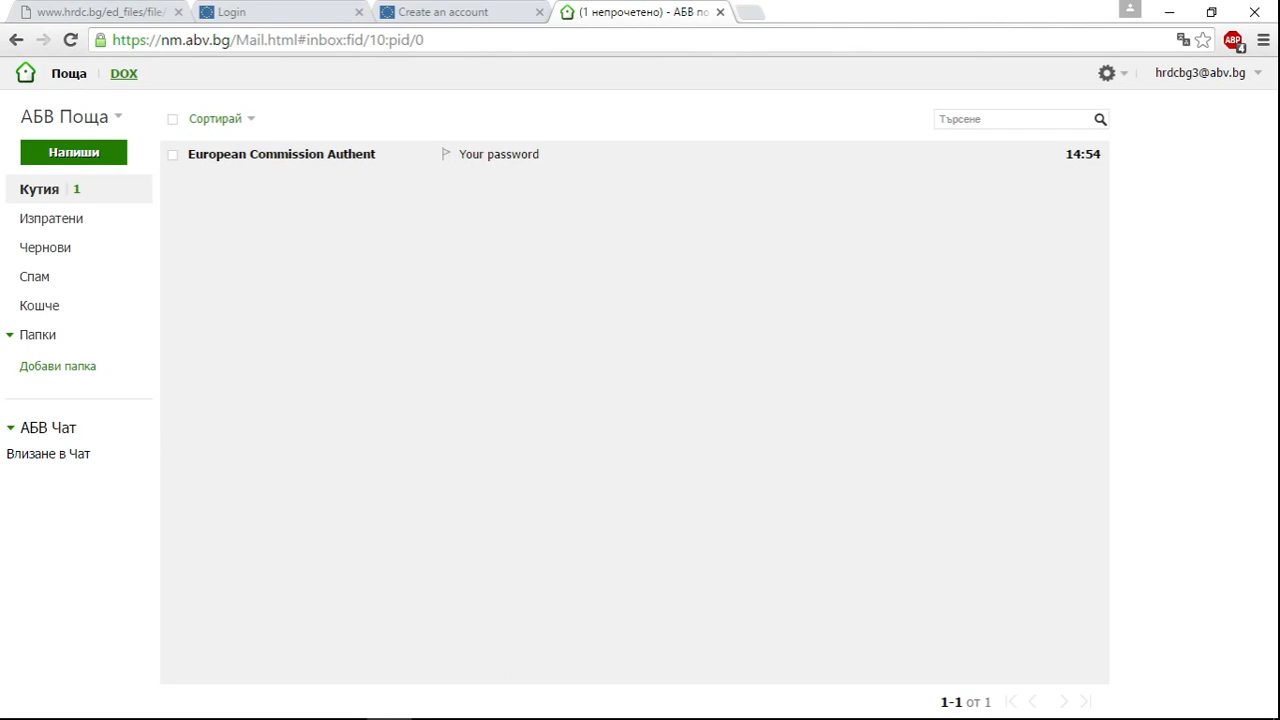 www.hrdc.bg/ed_files/file/
Login
Create an account
(1 непрочетено) - АБВ по
https://nm.abv.bg/Mail.html#inbox:fid/10:pid/0
ABP
4
Поща
DOX
hrdcbg3@abv.bg
АБВ Поща
Сортирай
Търсене
Напиши
European Commission Authent
Your password
14:54
Кутия 1
Изпратени
Чернови
Спам
Кошче
Папки
Добави папка
АБВ Чат
Влизане в Чат
1-1 от 1